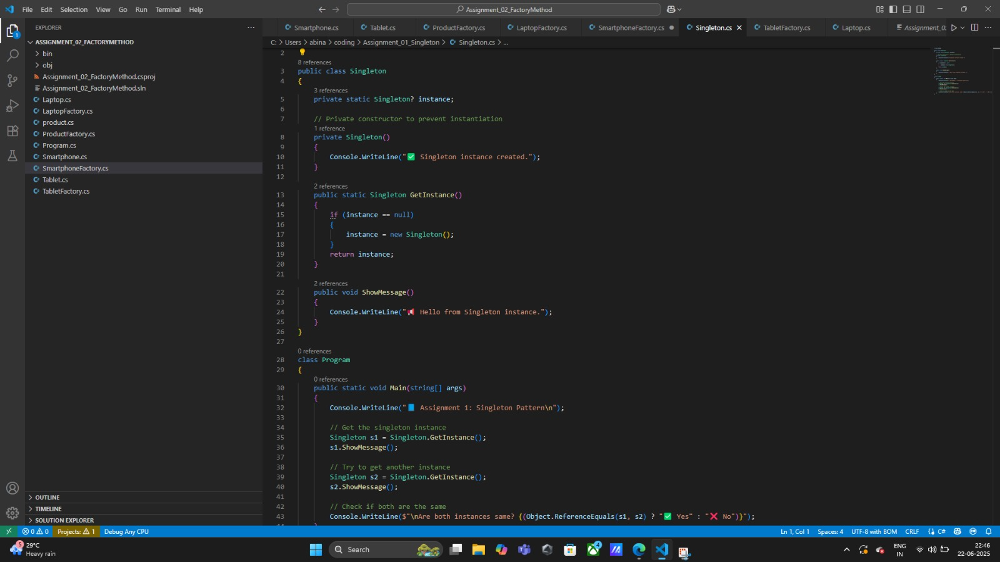 File Edit Selection View Go Run Terminal Help
Assignment_02_FactoryMethod
EXPLORER
ASSIGNMENT_02_FACTORYMETHOD
bin
obj
Assignment_02_FactoryMethod.csproj
Assignment_02_FactoryMethod.sln
Laptop.cs
LaptopFactory.cs
product.cs
ProductFactory.cs
Program.cs
Smartphone.cs
SmartphoneFactory.cs
Tablet.cs
TabletFactory.cs
OUTLINE
TIMELINE
SOLUTION EXPLORER
Smartphone.cs Tablet.cs ProductFactory.cs LaptopFactory.cs SmartphoneFactory.cs Singleton.cs TabletFactory.cs Laptop.cs Assignment_0
C: > Users > abina > coding > Assignment_01_Singleton > Singleton.cs > ...
2
8 references
3 public class Singleton
4 {
3 references
5 private static Singleton? instance;
6
7 // Private constructor to prevent instantiation
1 reference
8 private Singleton()
9 {
10 Console.WriteLine("✅ Singleton instance created.");
11 }
12
2 references
13 public static Singleton GetInstance()
14 {
15 if (instance == null)
16 {
17 instance = new Singleton();
18 }
19 return instance;
20 }
21
2 references
22 public void ShowMessage()
23 {
24 Console.WriteLine("📢 Hello from Singleton instance.");
25 }
26 }
27
0 references
28 class Program
29 {
0 references
30 public static void Main(string[] args)
31 {
32 Console.WriteLine("📘 Assignment 1: Singleton Pattern\n");
33
34 // Get the singleton instance
35 Singleton s1 = Singleton.GetInstance();
36 s1.ShowMessage();
37
38 // Try to get another instance
39 Singleton s2 = Singleton.GetInstance();
40 s2.ShowMessage();
41
42 // Check if both are the same
43 Console.WriteLine($"\nAre both instances same? {(Object.ReferenceEquals(s1, s2) ? "✅ Yes" : "❌ No")}");
0 0 Projects: 1 Debug Any CPU Ln 1, Col 1 Spaces: 4 UTF-8 with BOM CRLF C#
5 29°C
Heavy rain
Search
4
ENG
IN
22:46
22-06-2025